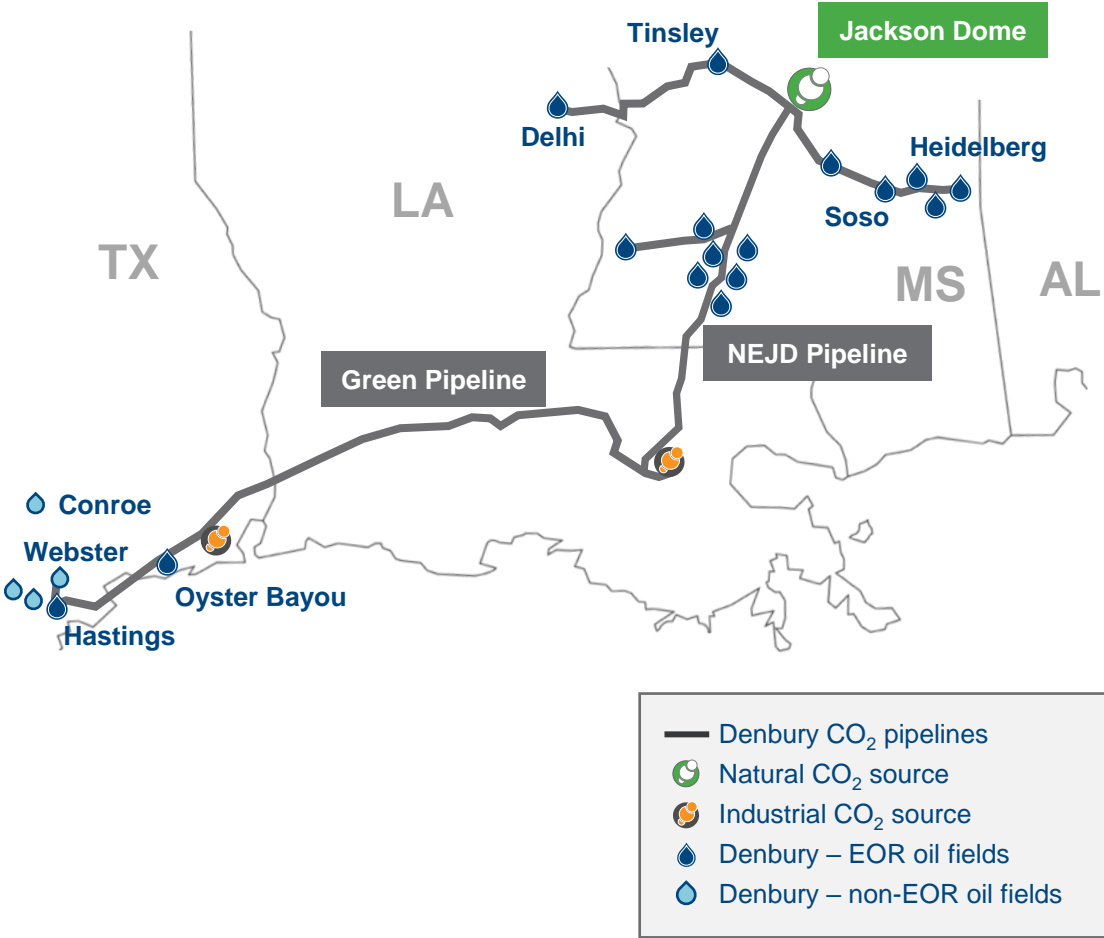 Tinsley
Jackson Dome
Delhi
Heidelberg
LA
Soso
TX
MS
AL
NEJD Pipeline
Green Pipeline
Conroe
Webster
Oyster Bayou
Hastings
Denbury CO₂ pipelines
Natural CO₂ source
Industrial CO₂ source
Denbury – EOR oil fields
Denbury – non-EOR oil fields